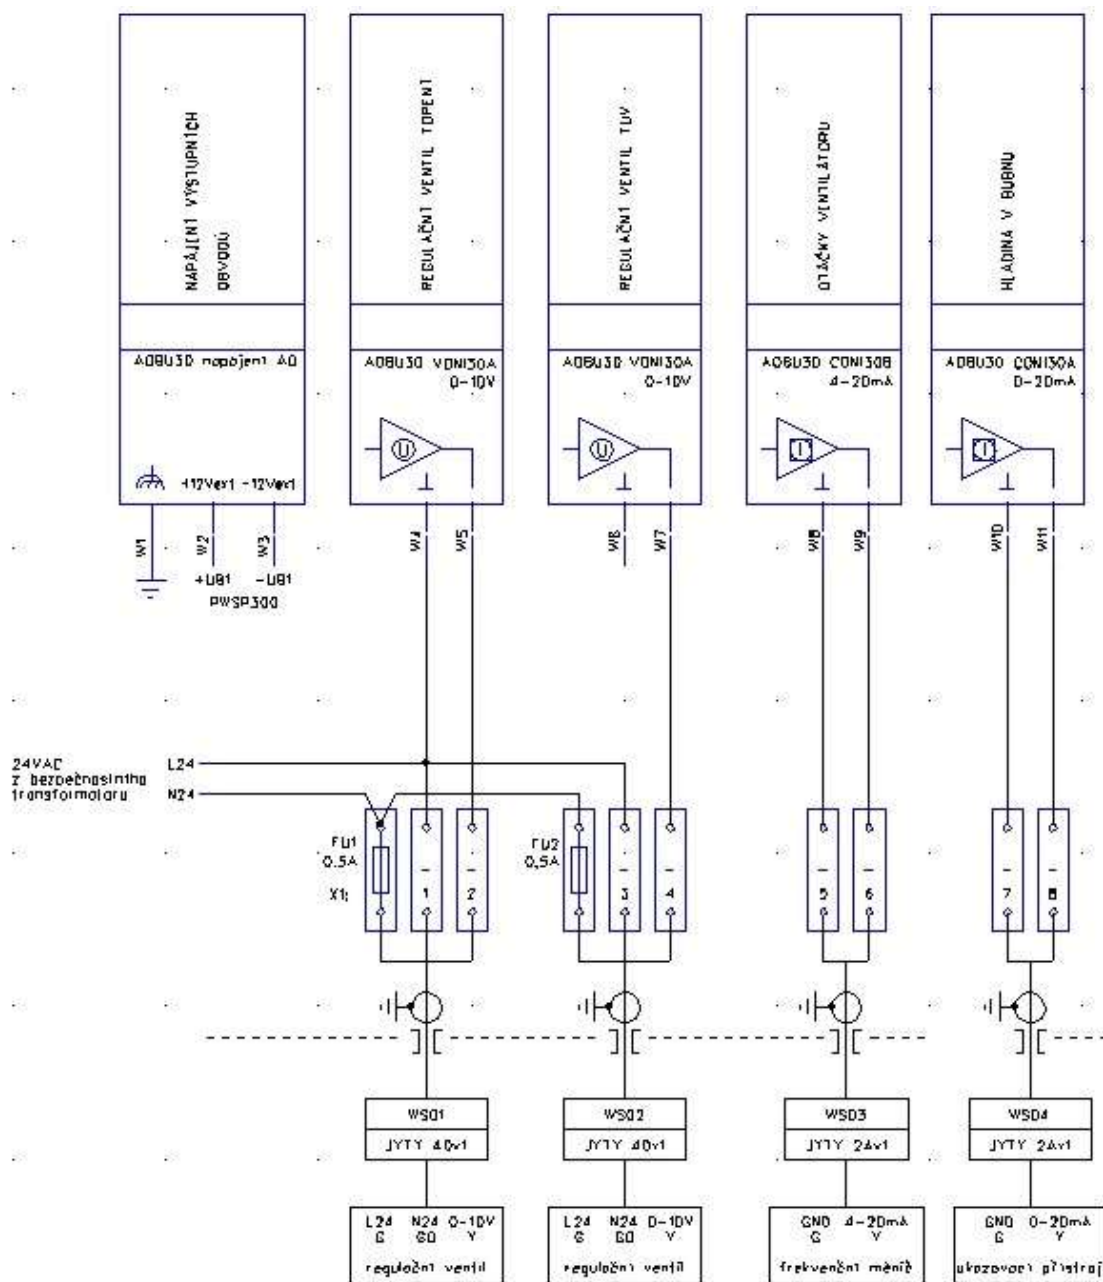 NAPÁJENÍ VÝSTUPNÍCH
OBVODŮ
REGULAČNÍ VENTIL TOPENÍ
REGULAČNÍ VENTIL TUV
OTÁČKY VENTILÁTORU
HLADINA V BUBNU
AOBU30 napájení AO
AOBU30 VONI30A
0-10V
AOBU30 VONI30A
0-10V
AOBU30 CONI30B
4-20mA
AOBU30 CONI30A
0-20mA
U
U
I
I
+12Vext -12Vext
W1
W2
W3
W4
W5
W6
W7
W8
W9
W10
W11
+UB1
-UB1
PWSP300
24VAC
z bezpečnostního
transformátoru
L24
N24
FU1
0.5A
X1:
1
2
FU2
0,5A
3
4
5
6
7
8
WS01
JYTY 4Dx1
WS02
JYTY 4Dx1
WS03
JYTY 2Ax1
WS04
JYTY 2Ax1
L24 N24 0-10V
G G0 Y
regulační ventil
L24 N24 0-10V
G G0 Y
regulační ventil
GND 4-20mA
G Y
frekvenční měnič
GND 0-20mA
G Y
ukazovací přístroj